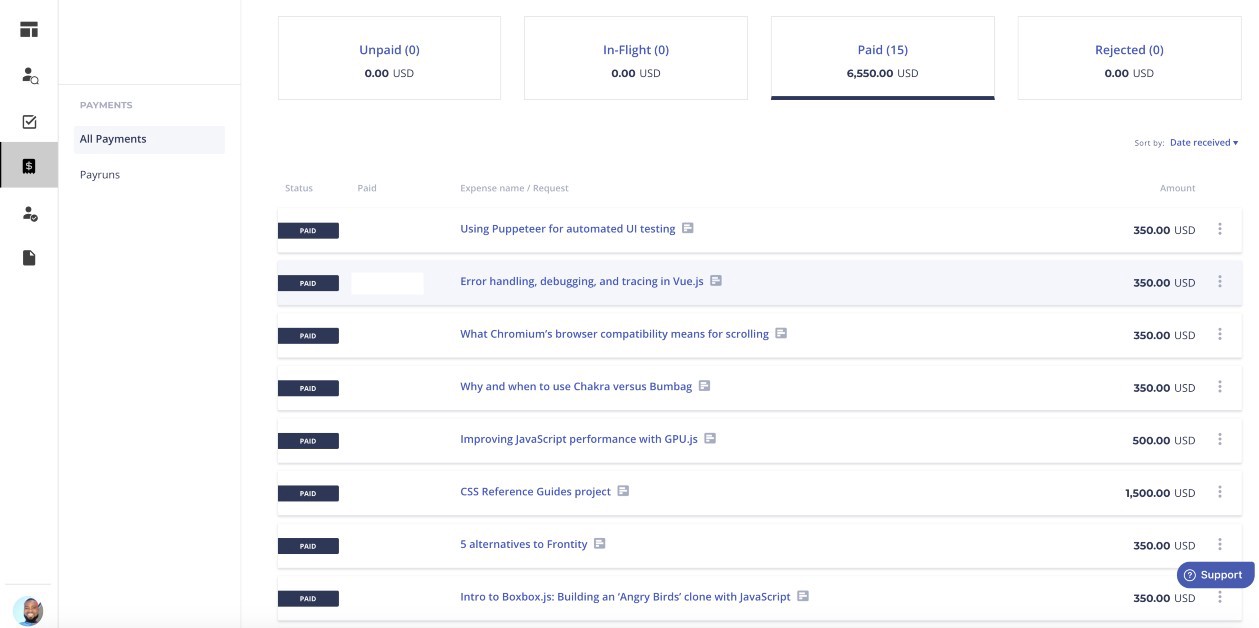 Unpaid (0) In-Flight (0) Paid (15) Rejected (0)
0.00 USD 0.00 USD 6,550.00 USD 0.00 USD
PAYMENTS
All Payments
Payruns
Sort by: Date received ▾
Status Paid Expense name / Request Amount
PAID Using Puppeteer for automated UI testing 350.00 USD
PAID Error handling, debugging, and tracing in Vue.js 350.00 USD
PAID What Chromium’s browser compatibility means for scrolling 350.00 USD
PAID Why and when to use Chakra versus Bumbag 350.00 USD
PAID Improving JavaScript performance with GPU.js 500.00 USD
PAID CSS Reference Guides project 1,500.00 USD
PAID 5 alternatives to Frontity 350.00 USD
Support
PAID Intro to Boxbox.js: Building an ‘Angry Birds’ clone with JavaScript 350.00 USD